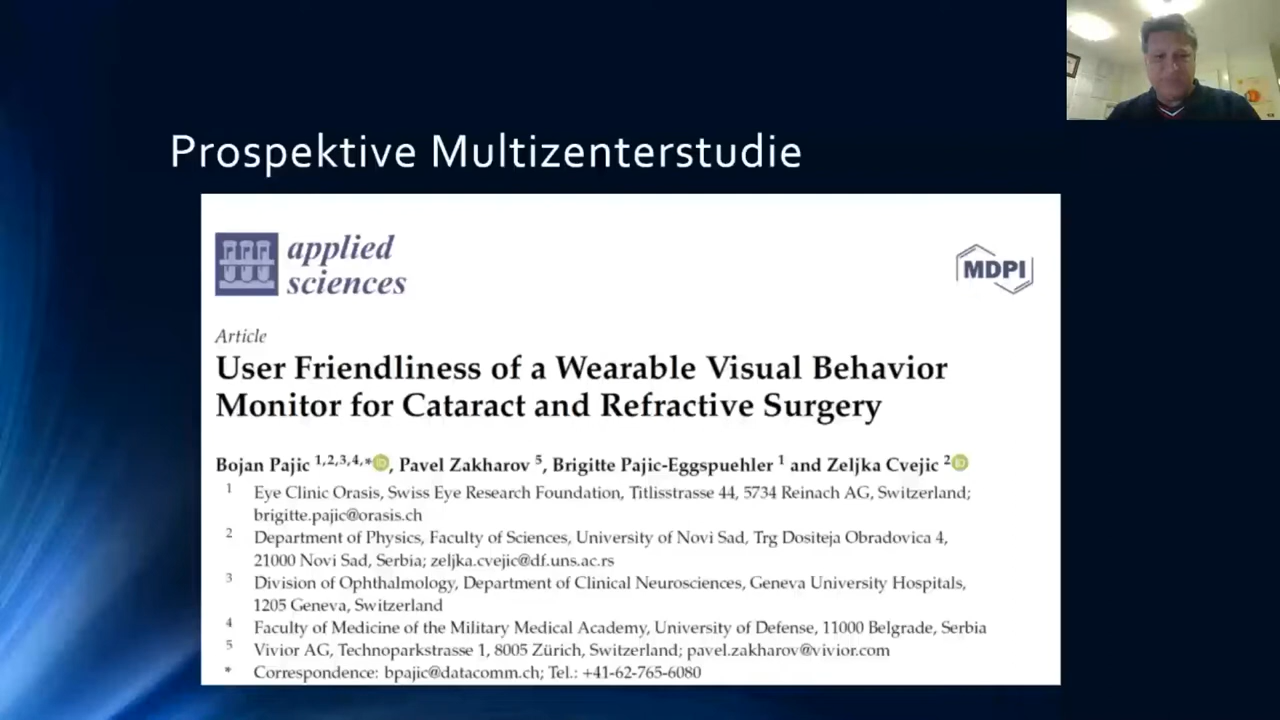 Prospektive Multizenterstudie
applied
sciences
MDPI
Article
User Friendliness of a Wearable Visual Behavior
Monitor for Cataract and Refractive Surgery
Bojan Pajic 1,2,3,4,*, Pavel Zakharov 5, Brigitte Pajic-Eggspuehler 1 and Zeljka Cvejic 2
1 Eye Clinic Orasis, Swiss Eye Research Foundation, Titlisstrasse 44, 5734 Reinach AG, Switzerland;
brigitte.pajic@orasis.ch
2 Department of Physics, Faculty of Sciences, University of Novi Sad, Trg Dositeja Obradovica 4,
21000 Novi Sad, Serbia; zeljka.cvejic@df.uns.ac.rs
3 Division of Ophthalmology, Department of Clinical Neurosciences, Geneva University Hospitals,
1205 Geneva, Switzerland
4 Faculty of Medicine of the Military Medical Academy, University of Defense, 11000 Belgrade, Serbia
5 Vivior AG, Technoparkstrasse 1, 8005 Zürich, Switzerland; pavel.zakharov@vivior.com
* Correspondence: bpajic@datacomm.ch; Tel.: +41-62-765-6080